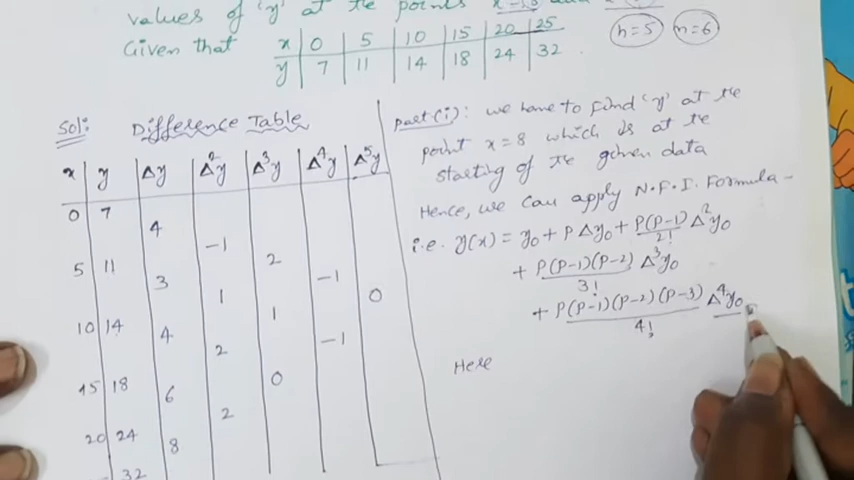 values of 'y' at the points
Given that x 0 5 10 15 20 25
y 7 11 14 18 24 32
h=5 n=6
Sol: Difference Table
x y Δy Δ²y Δ³y Δ⁴y Δ⁵y
0 7
4
-1
5 11 2
3 -1
1 0
10 14 1
4 -1
2
15 18 0
6
2
20 24
8
32
part(i): we have to find 'y' at the
point x=8 which is at the
starting of the given data
Hence, we can apply N.F.I. Formula -
i.e. y(x) = y₀ + PΔy₀ + P(P-1)/2! Δ²y₀
+ P(P-1)(P-2)/3! Δ³y₀
+ P(P-1)(P-2)(P-3)/4! Δ⁴y₀
Here